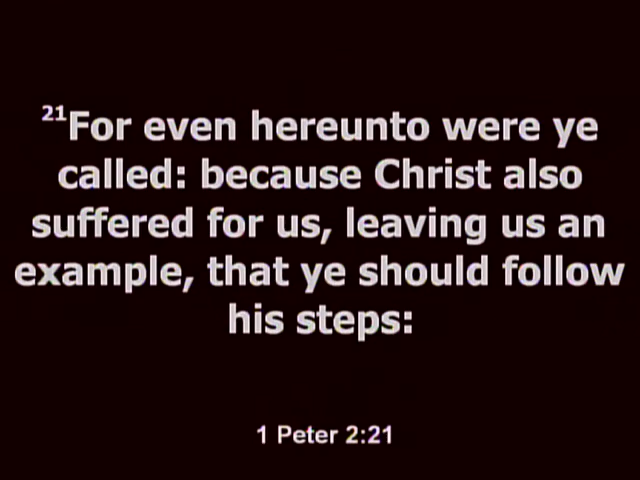 21For even hereunto were ye
called: because Christ also
suffered for us, leaving us an
example, that ye should follow
his steps:
1 Peter 2:21